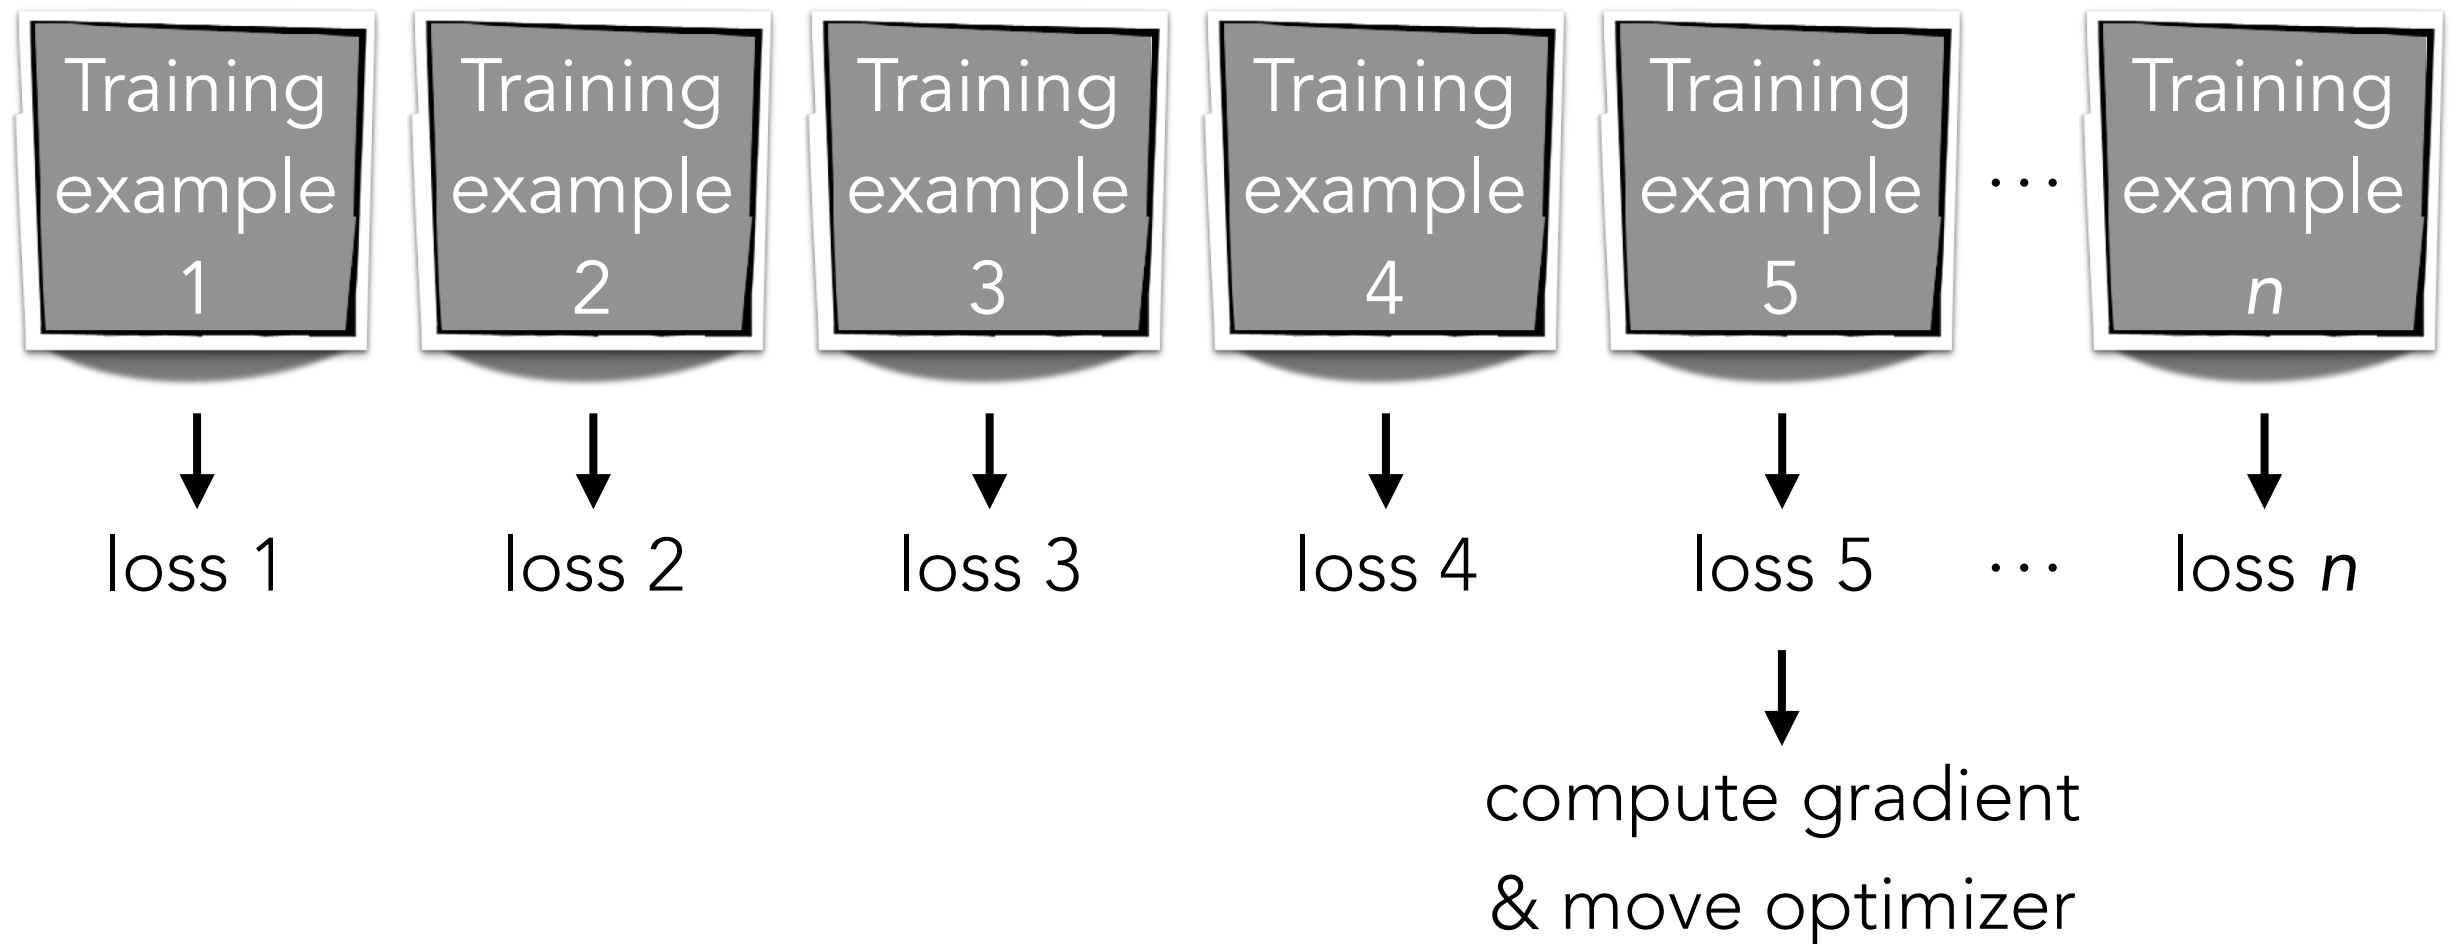 Training
example
1
Training
example
2
Training
example
3
Training
example
4
Training
example
5
...
Training
example
n
loss 1
loss 2
loss 3
loss 4
loss 5
...
loss n
compute gradient
& move optimizer